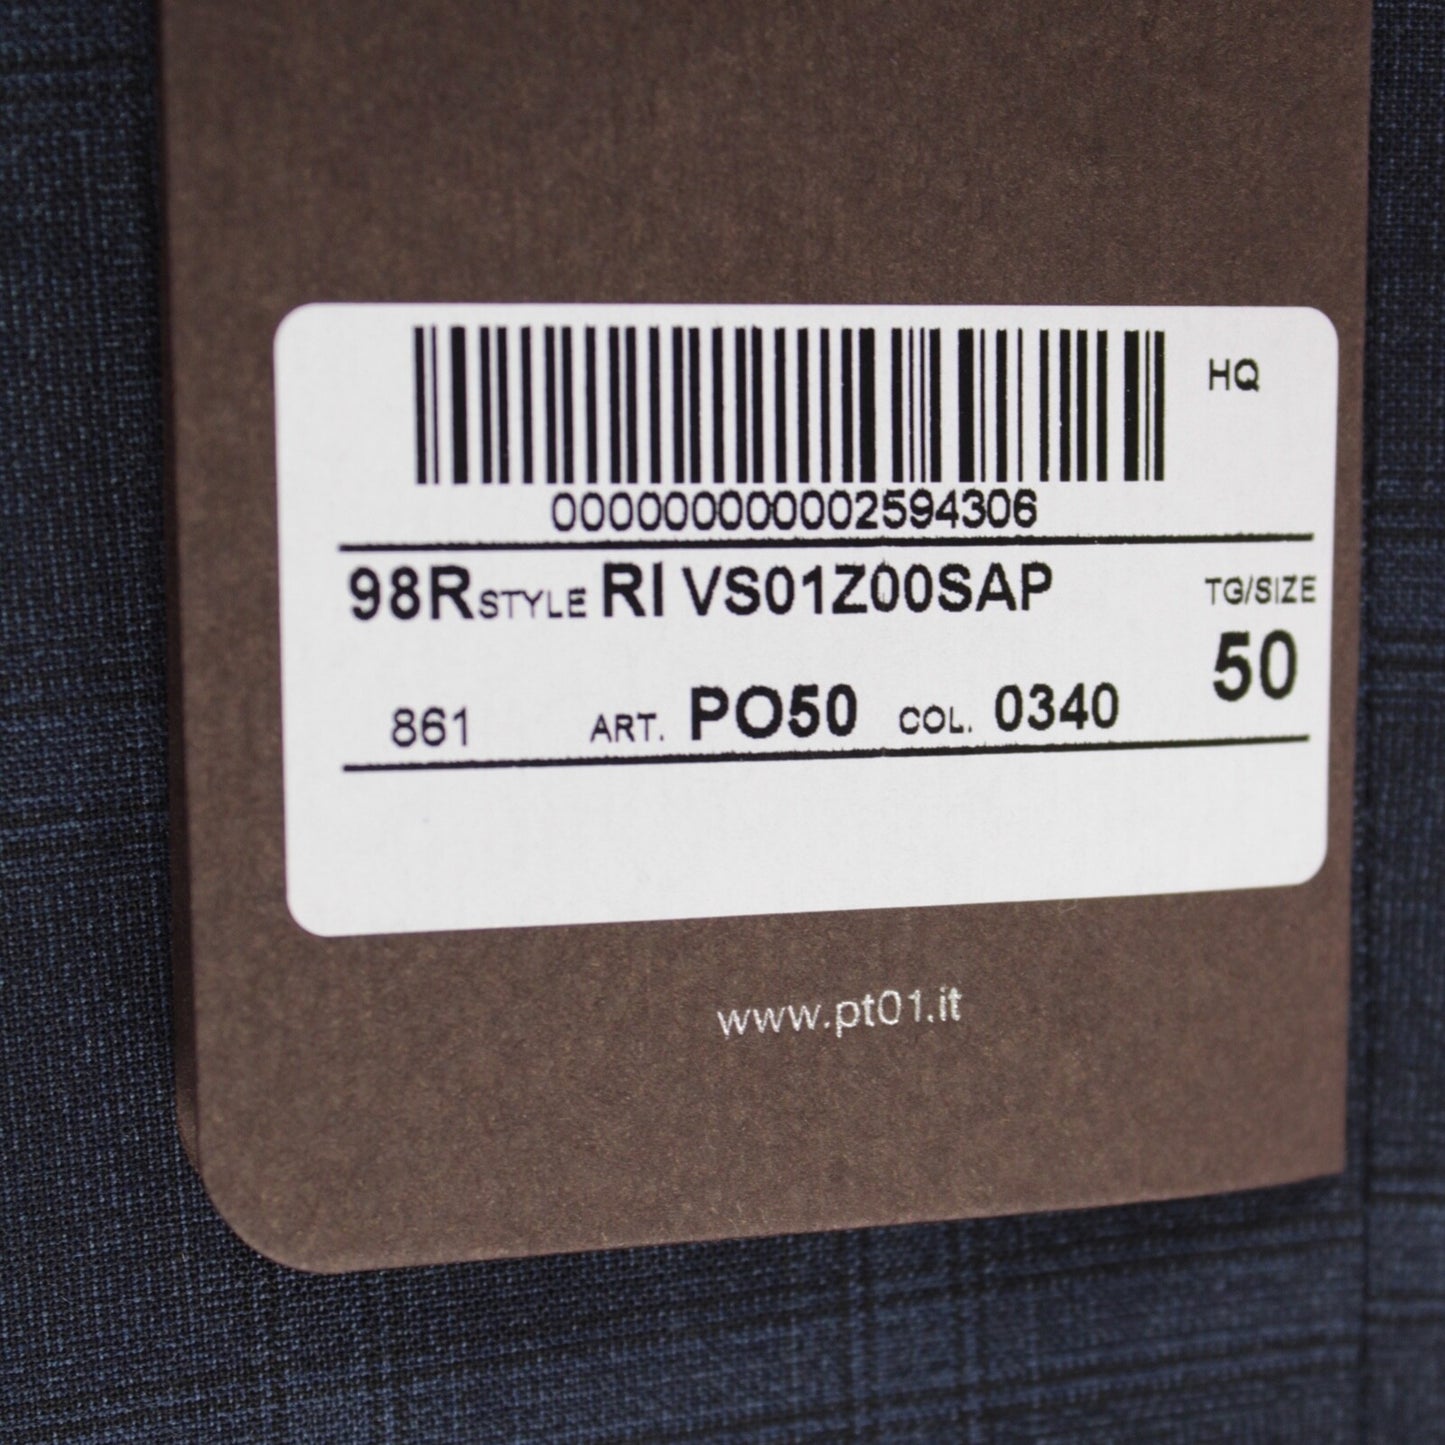 HQ
000000000002594306
98R STYLE RI VS01Z00SAP TG/SIZE
50
861 ART. PO50 COL. 0340
www.pt01.it